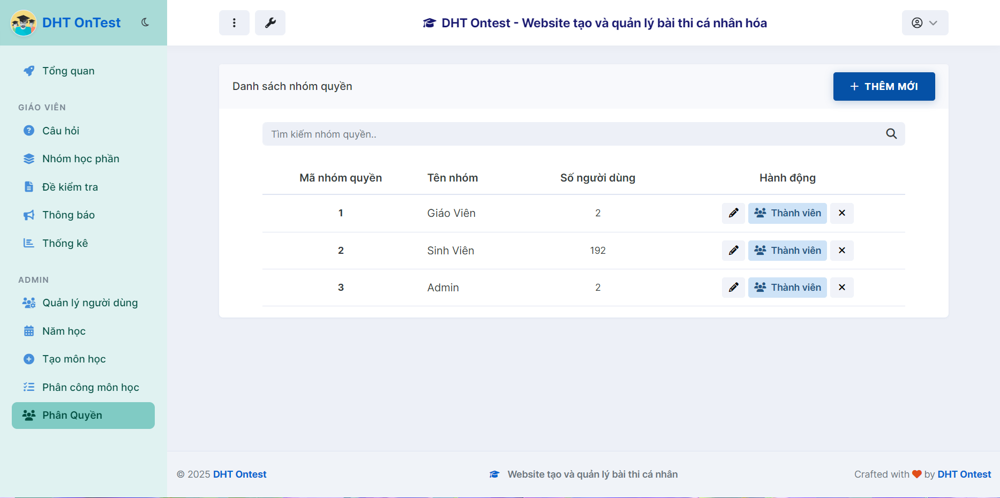 DHT OnTest
DHT Ontest - Website tạo và quản lý bài thi cá nhân hóa
Tổng quan
GIÁO VIÊN
Câu hỏi
Nhóm học phần
Đề kiểm tra
Thông báo
Thống kê
ADMIN
Quản lý người dùng
Năm học
Tạo môn học
Phân công môn học
Phân Quyền
Danh sách nhóm quyền
THÊM MỚI
Tìm kiếm nhóm quyền..
Mã nhóm quyền Tên nhóm Số người dùng Hành động
1 Giáo Viên 2 Thành viên
2 Sinh Viên 192 Thành viên
3 Admin 2 Thành viên
© 2025 DHT Ontest Website tạo và quản lý bài thi cá nhân Crafted with by DHT Ontest